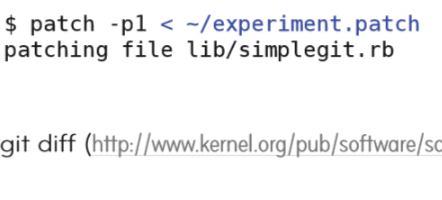 $ patch -p1 < ~/experiment.patch
patching file lib/simplegit.rb
git diff (http://www.kernel.org/pub/software/sc